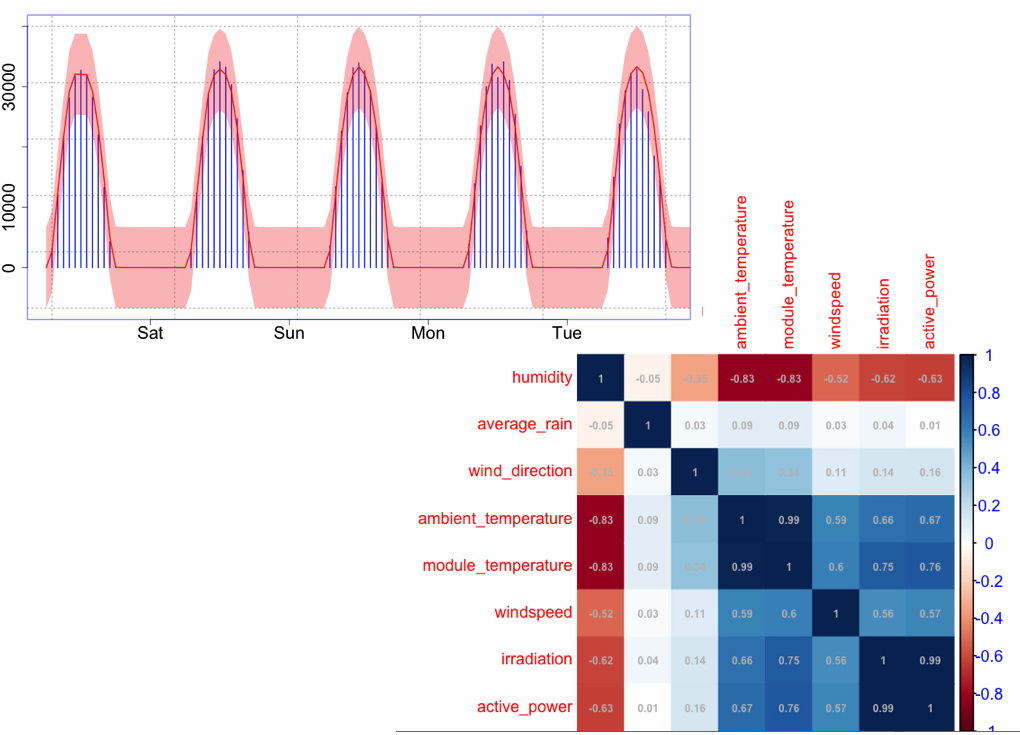 30000
10000
0
Sat Sun Mon Tue
ambient_temperature module_temperature windspeed irradiation active_power
humidity 1 -0.05 -0.83 -0.83 -0.52 -0.62 -0.63 1
average_rain -0.05 1 0.03 0.09 0.09 0.03 0.04 0.01 0.8
0.6
wind_direction 0.03 1 0.11 0.14 0.16 0.4
ambient_temperature -0.83 0.09 1 0.99 0.59 0.66 0.67 0.2
0
module_temperature -0.83 0.09 0.99 1 0.6 0.75 0.76 -0.2
windspeed -0.52 0.03 0.11 0.59 0.6 1 0.56 0.57 -0.4
irradiation -0.62 0.04 0.14 0.66 0.75 0.56 1 0.99 -0.6
-0.8
active_power -0.63 0.01 0.16 0.67 0.76 0.57 0.99 1